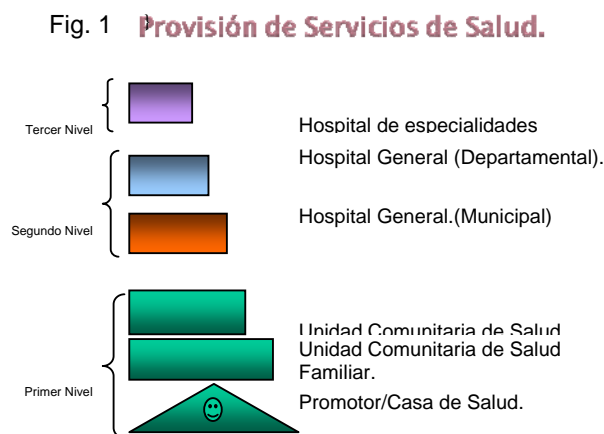 Fig. 1 Provisión de Servicios de Salud.
Tercer Nivel
Hospital de especialidades
Hospital General (Departamental).
Segundo Nivel
Hospital General.(Municipal)
Unidad Comunitaria de Salud
Unidad Comunitaria de Salud
Familiar.
Primer Nivel
Promotor/Casa de Salud.